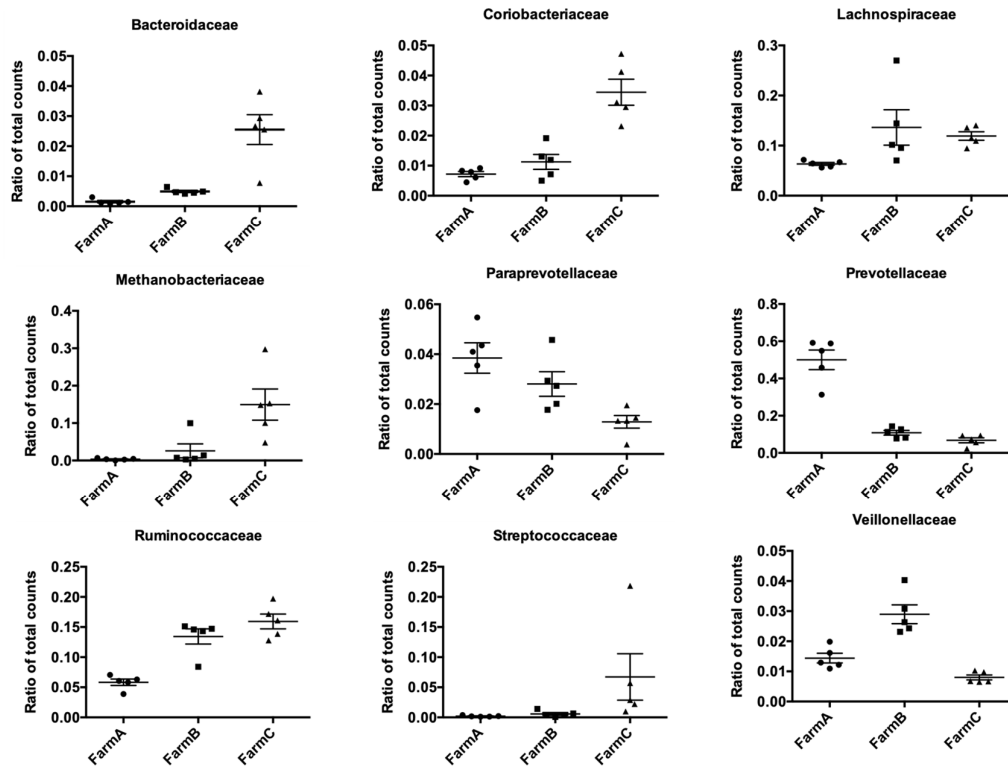 Bacteroidaceae
Ratio of total counts
0.05
0.04
0.03
0.02
0.01
0.00
FarmA
FarmB
FarmC
Coriobacteriaceae
Ratio of total counts
0.05
0.04
0.03
0.02
0.01
0.00
FarmA
FarmB
FarmC
Lachnospiraceae
Ratio of total counts
0.3
0.2
0.1
0.0
FarmA
FarmB
FarmC
Methanobacteriaceae
Ratio of total counts
0.4
0.3
0.2
0.1
0.0
FarmA
FarmB
FarmC
Paraprevotellaceae
Ratio of total counts
0.06
0.04
0.02
0.00
FarmA
FarmB
FarmC
Prevotellaceae
Ratio of total counts
0.8
0.6
0.4
0.2
0.0
FarmA
FarmB
FarmC
Ruminococcaceae
Ratio of total counts
0.25
0.20
0.15
0.10
0.05
0.00
FarmA
FarmB
FarmC
Streptococcaceae
Ratio of total counts
0.25
0.20
0.15
0.10
0.05
0.00
FarmA
FarmB
FarmC
Veillonellaceae
Ratio of total counts
0.05
0.04
0.03
0.02
0.01
0.00
FarmA
FarmB
FarmC